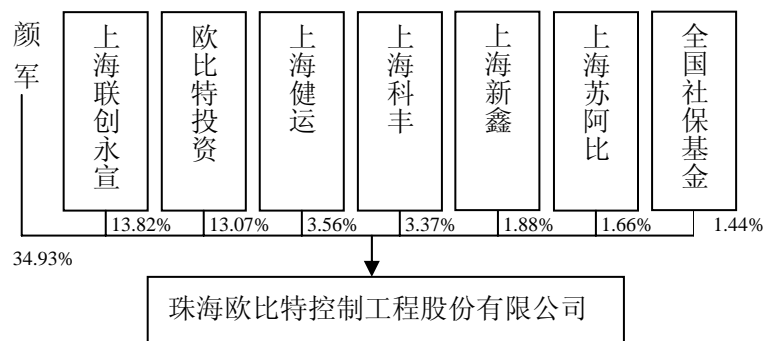 颜军
上海联创永宣
欧比特投资
上海健运
上海科丰
上海新鑫
上海苏阿比
全国社保基金
13.82%
13.07%
3.56%
3.37%
1.88%
1.66%
1.44%
34.93%
珠海欧比特控制工程股份有限公司